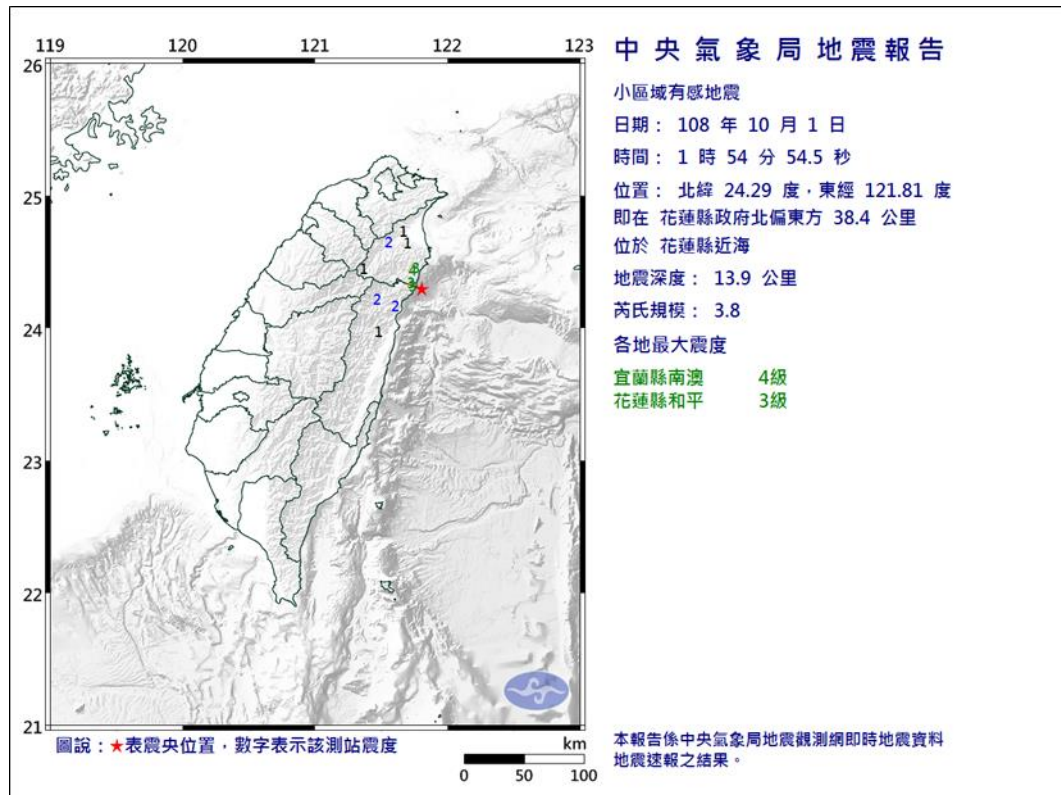 119 120 121 122 123
26
25
24
23
22
21
1
1
2
1
4
3
3
2
2
1
圖說：★表震央位置，數字表示該測站震度
km
0 50 100
中央氣象局地震報告
小區域有感地震
日期： 108 年 10 月 1 日
時間： 1 時 54 分 54.5 秒
位置： 北緯 24.29 度，東經 121.81 度
即在 花蓮縣政府北偏東方 38.4 公里
位於 花蓮縣近海
地震深度： 13.9 公里
芮氏規模： 3.8
各地最大震度
宜蘭縣南澳 4級
花蓮縣和平 3級
本報告係中央氣象局地震觀測網即時地震資料
地震速報之結果。